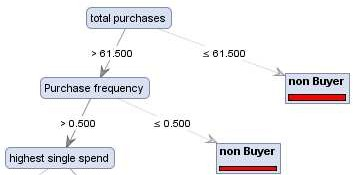 total purchases
> 61.500
≤ 61.500
Purchase frequency
non Buyer
> 0.500
≤ 0.500
highest single spend
non Buyer